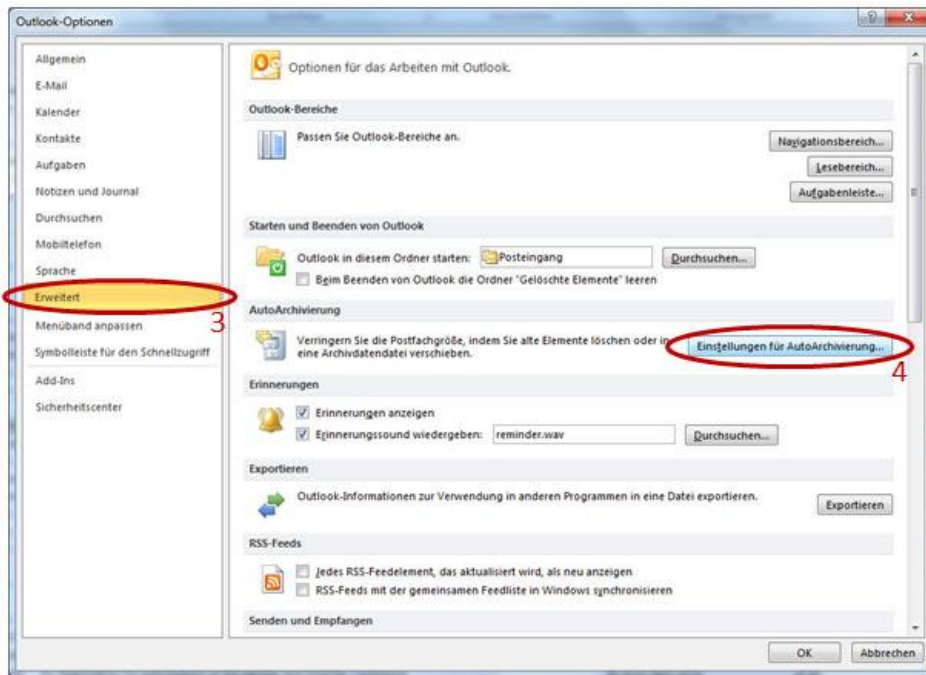 Outlook-Optionen
Allgemein
E-Mail
Kalender
Kontakte
Aufgaben
Notizen und Journal
Durchsuchen
Mobiltelefon
Sprache
Erweitert
3
Menüband anpassen
Symbolleiste für den Schnellzugriff
Add-Ins
Sicherheitscenter
Optionen für das Arbeiten mit Outlook.
Outlook-Bereiche
Passen Sie Outlook-Bereiche an.
Navigationsbereich...
Lesebereich...
Aufgabenleiste...
Starten und Beenden von Outlook
Outlook in diesem Ordner starten: Posteingang Durchsuchen...
Beim Beenden von Outlook die Ordner "Gelöschte Elemente" leeren
AutoArchivierung
Verringern Sie die Postfachgröße, indem Sie alte Elemente löschen oder in
eine Archivdatendatei verschieben.
Einstellungen für AutoArchivierung...
4
Erinnerungen
Erinnerungen anzeigen
Erinnerungssound wiedergeben: reminder.wav Durchsuchen...
Exportieren
Outlook-Informationen zur Verwendung in anderen Programmen in eine Datei exportieren.
Exportieren
RSS-Feeds
Jedes RSS-Feedelement, das aktualisiert wird, als neu anzeigen
RSS-Feeds mit der gemeinsamen Feedliste in Windows synchronisieren
Senden und Empfangen
OK Abbrechen